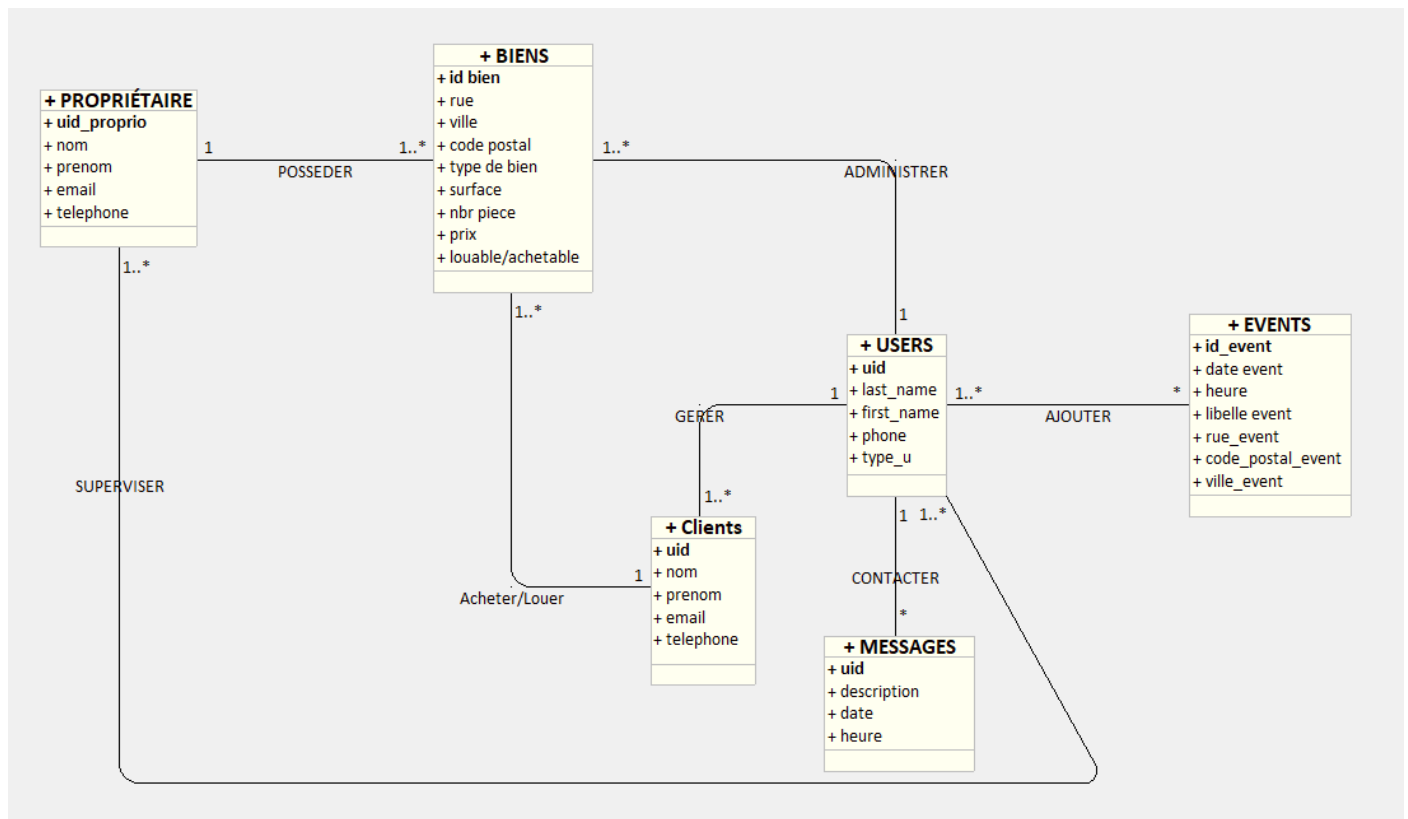 + PROPRIÉTAIRE
+ uid_proprio
+ nom
+ prenom
+ email
+ telephone
1
POSSEDER
1..*
+ BIENS
+ id bien
+ rue
+ ville
+ code postal
+ type de bien
+ surface
+ nbr piece
+ prix
+ louable/achetable
1..*
ADMINISTRER
1
1..*
SUPERVISER
1..*
1..*
Acheter/Louer
1
+ USERS
+ uid
+ last_name
+ first_name
+ phone
+ type_u
1
GERER
1..*
1..*
AJOUTER
*
+ EVENTS
+ id_event
+ date event
+ heure
+ libelle event
+ rue_event
+ code_postal_event
+ ville_event
+ Clients
+ uid
+ nom
+ prenom
+ email
+ telephone
1
CONTACTER
*
+ MESSAGES
+ uid
+ description
+ date
+ heure